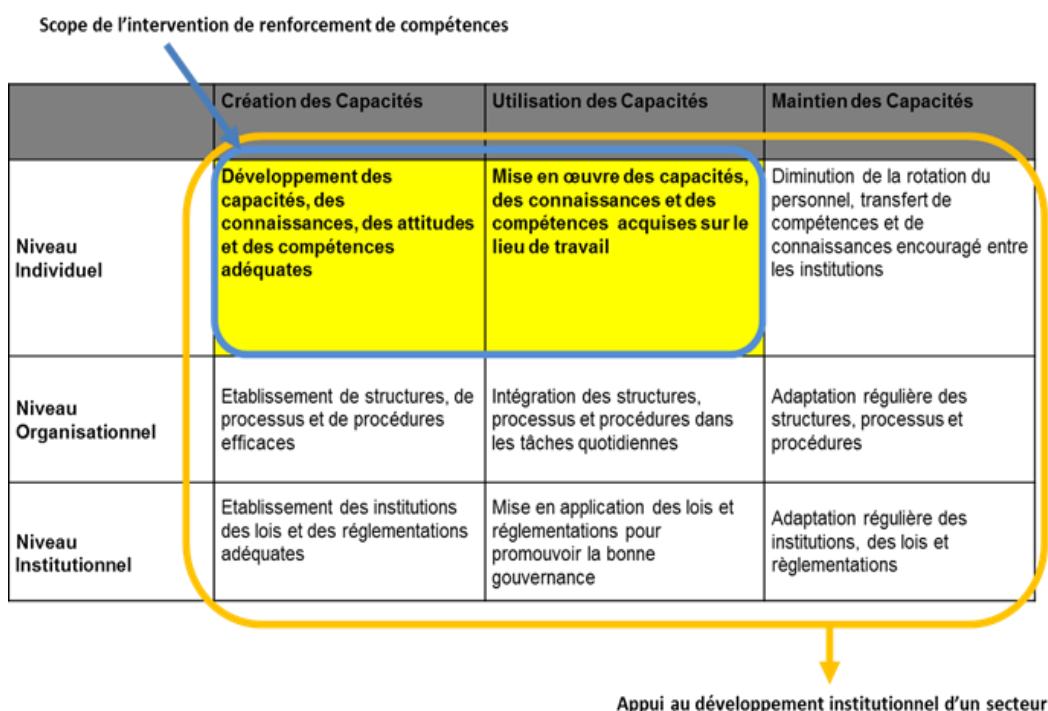 Scope de l'intervention de renforcement de compétences
Création des Capacités
Utilisation des Capacités
Maintien des Capacités
Niveau
Individuel
Développement des
capacités, des
connaissances, des attitudes
et des compétences
adéquates
Mise en œuvre des capacités,
des connaissances et des
compétences acquises sur le
lieu de travail
Diminution de la rotation du
personnel, transfert de
compétences et de
connaissances encouragé entre
les institutions
Niveau
Organisationnel
Etablissement de structures, de
processus et de procédures
efficaces
Intégration des structures,
processus et procédures dans
les tâches quotidiennes
Adaptation régulière des
structures, processus et
procédures
Niveau
Institutionnel
Etablissement des institutions
des lois et des réglementations
adéquates
Mise en application des lois et
réglementations pour
promouvoir la bonne
gouvernance
Adaptation régulière des
institutions, des lois et
règlementations
Appui au développement institutionnel d'un secteur